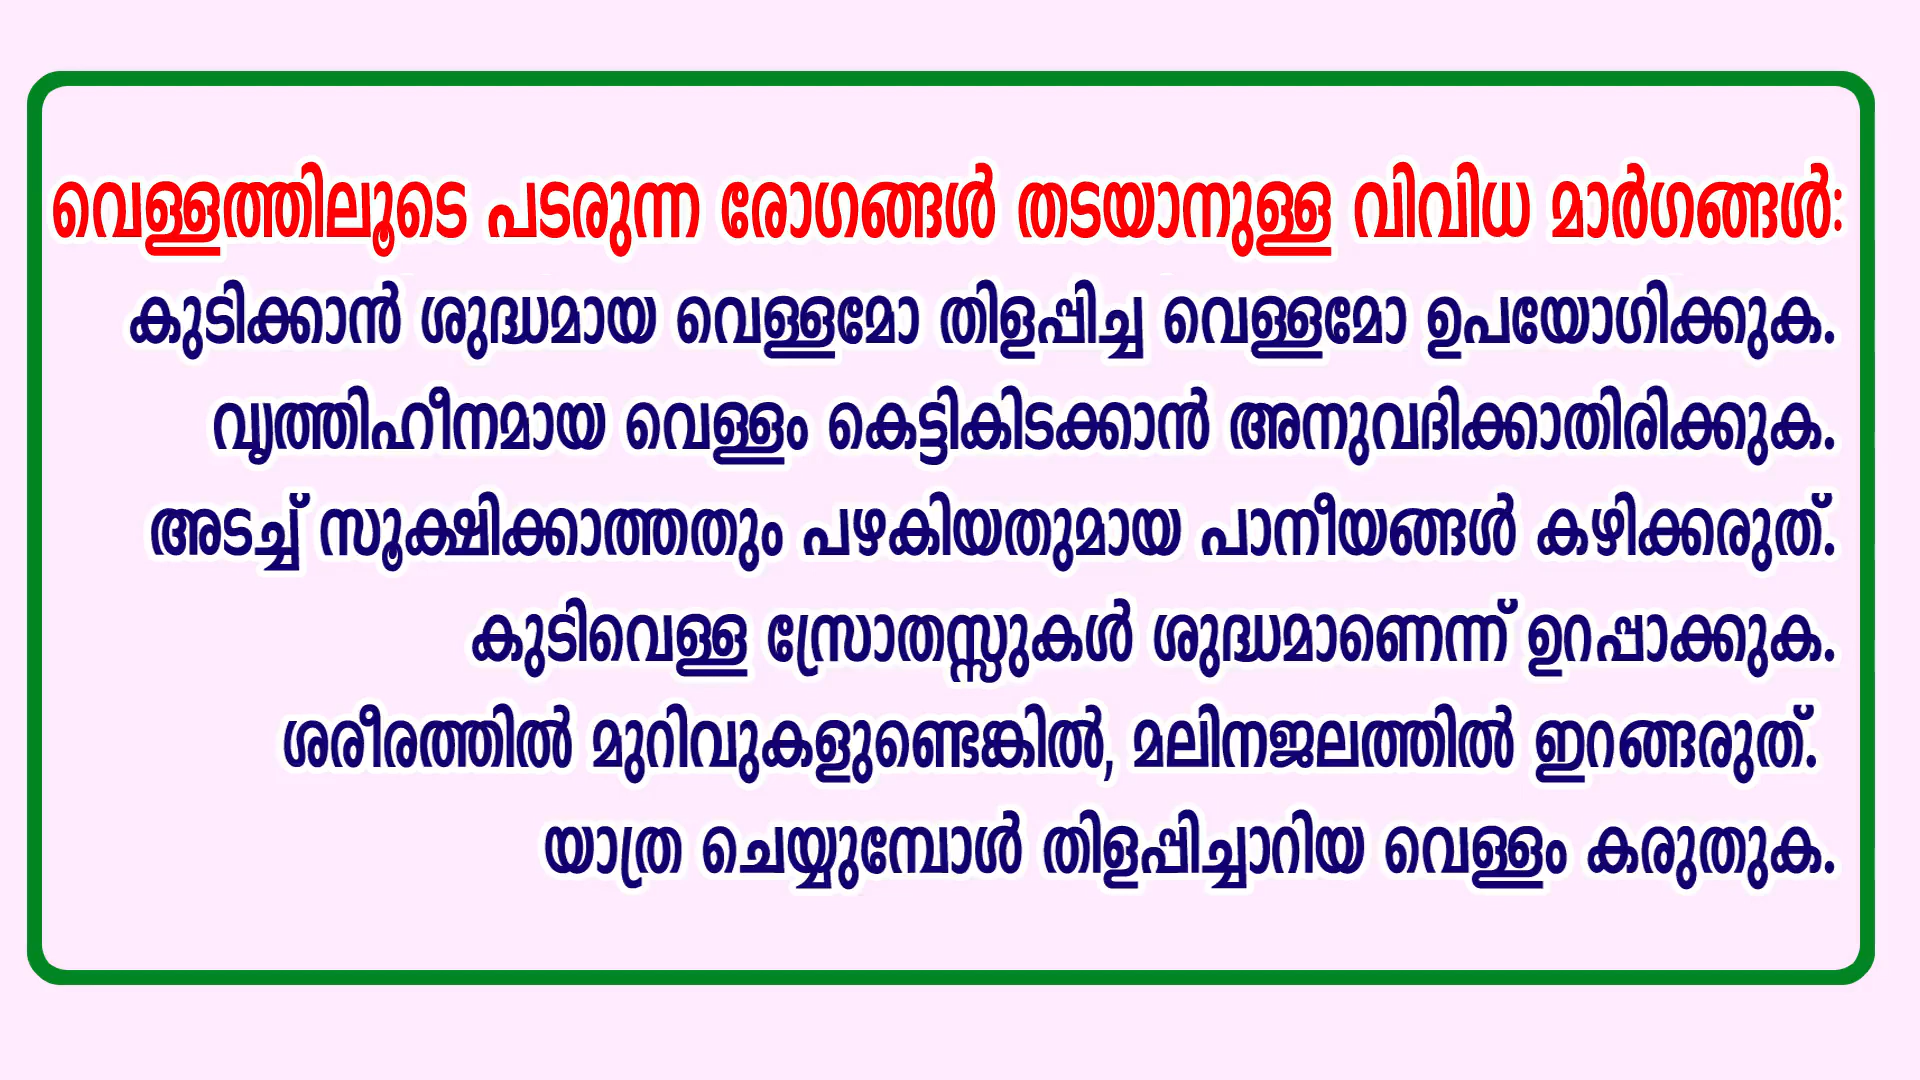 വെള്ളത്തിലൂടെ പടരുന്ന രോഗങ്ങൾ തടയാനുള്ള വിവിധ മാർഗങ്ങൾ:
കുടിക്കാൻ ശുദ്ധമായ വെള്ളമോ തിളപ്പിച്ച വെള്ളമോ ഉപയോഗിക്കുക.
വൃത്തിഹീനമായ വെള്ളം കെട്ടികിടക്കാൻ അനുവദിക്കാതിരിക്കുക.
അടച്ച് സൂക്ഷിക്കാത്തതും പഴകിയതുമായ പാനീയങ്ങൾ കഴിക്കരുത്.
കുടിവെള്ള സ്രോതസ്സുകൾ ശുദ്ധമാണെന്ന് ഉറപ്പാക്കുക.
ശരീരത്തിൽ മുറിവുകളുണ്ടെങ്കിൽ, മലിനജലത്തിൽ ഇറങ്ങരുത്.
യാത്ര ചെയ്യുമ്പോൾ തിളപ്പിച്ചാറിയ വെള്ളം കരുതുക.